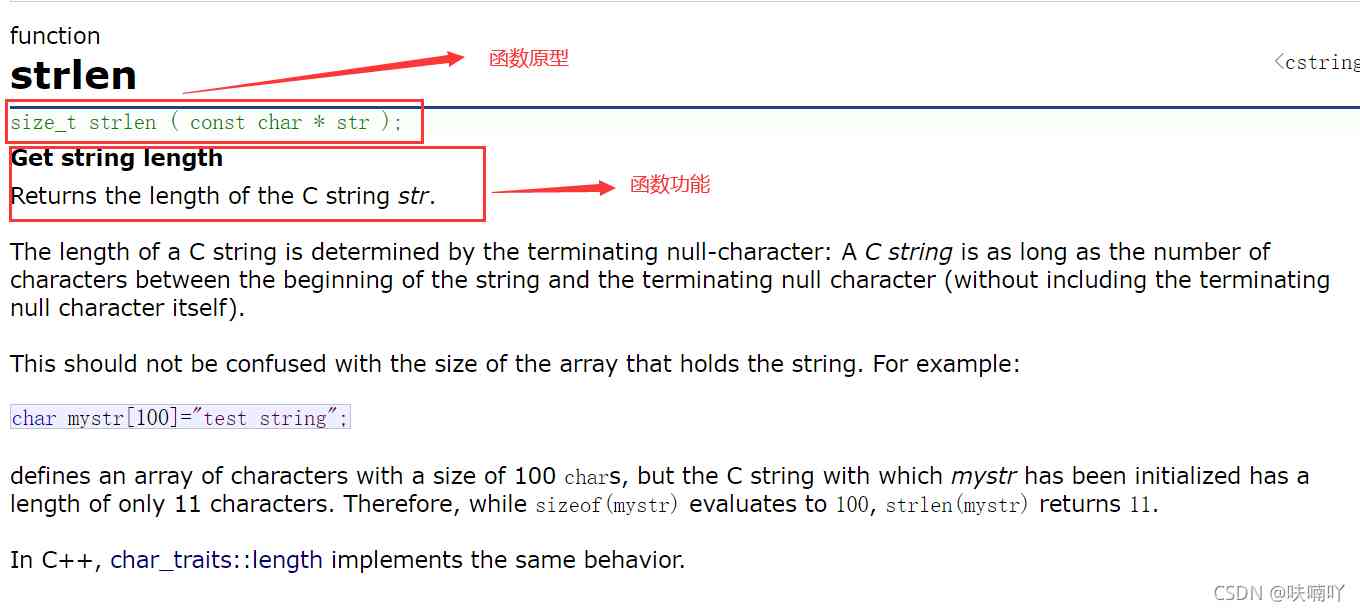 function
strlen
函数原型
<cstring
size_t strlen ( const char * str );
Get string length
Returns the length of the C string str.
函数功能
The length of a C string is determined by the terminating null-character: A C string is as long as the number of
characters between the beginning of the string and the terminating null character (without including the terminating
null character itself).
This should not be confused with the size of the array that holds the string. For example:
char mystr[100]="test string";
defines an array of characters with a size of 100 chars, but the C string with which mystr has been initialized has a
length of only 11 characters. Therefore, while sizeof(mystr) evaluates to 100, strlen(mystr) returns 11.
In C++, char_traits::length implements the same behavior.
CSDN @呋喃吖